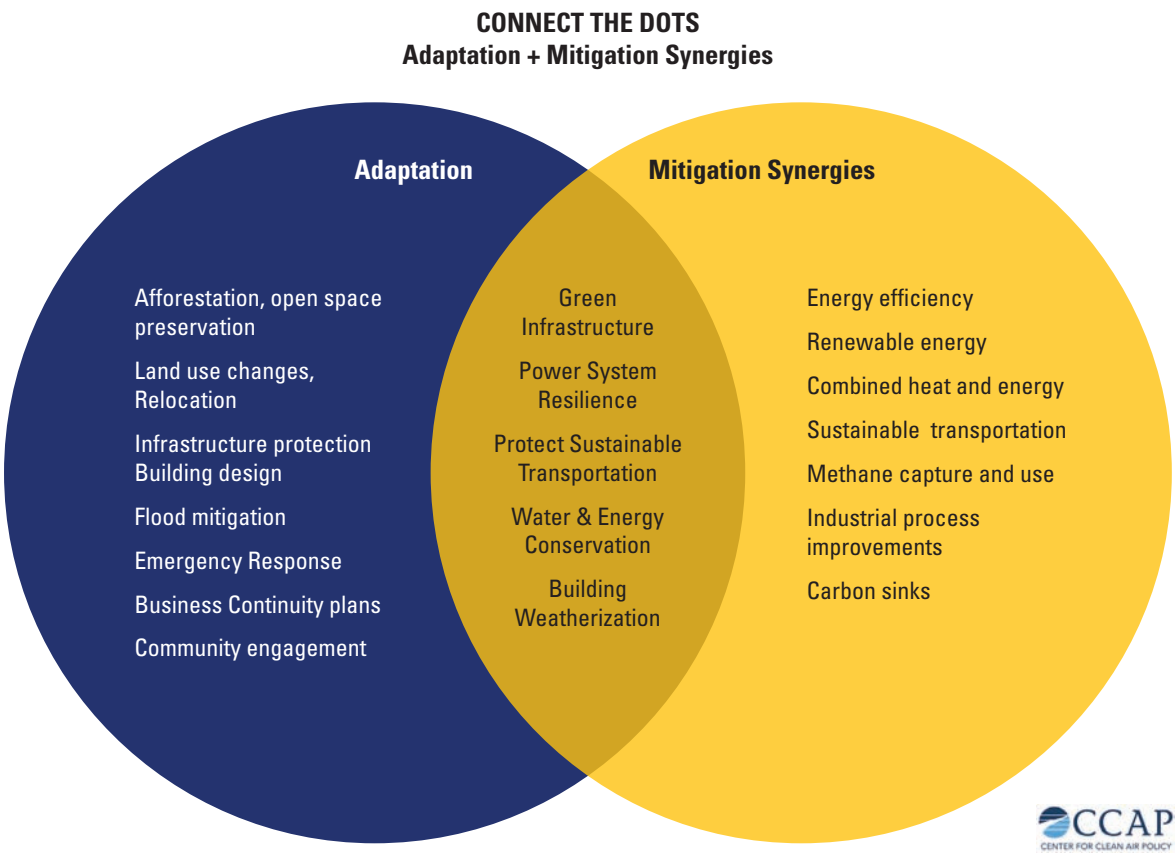 CONNECT THE DOTS
Adaptation + Mitigation Synergies
Adaptation
Afforestation, open space
preservation
Land use changes,
Relocation
Infrastructure protection
Building design
Flood mitigation
Emergency Response
Business Continuity plans
Community engagement
Green
Infrastructure
Power System
Resilience
Protect Sustainable
Transportation
Water & Energy
Conservation
Building
Weatherization
Mitigation Synergies
Energy efficiency
Renewable energy
Combined heat and energy
Sustainable transportation
Methane capture and use
Industrial process
improvements
Carbon sinks
CCAP
CENTER FOR CLEAN AIR POLICY